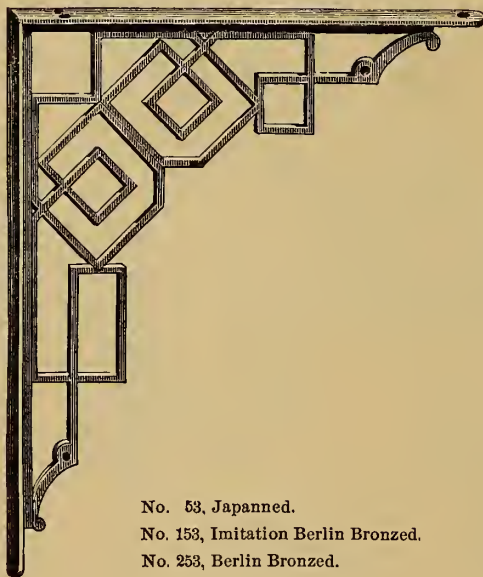 No. 53, Japanned.
No. 153, Imitation Berlin Bronzed.
No. 253, Berlin Bronzed.